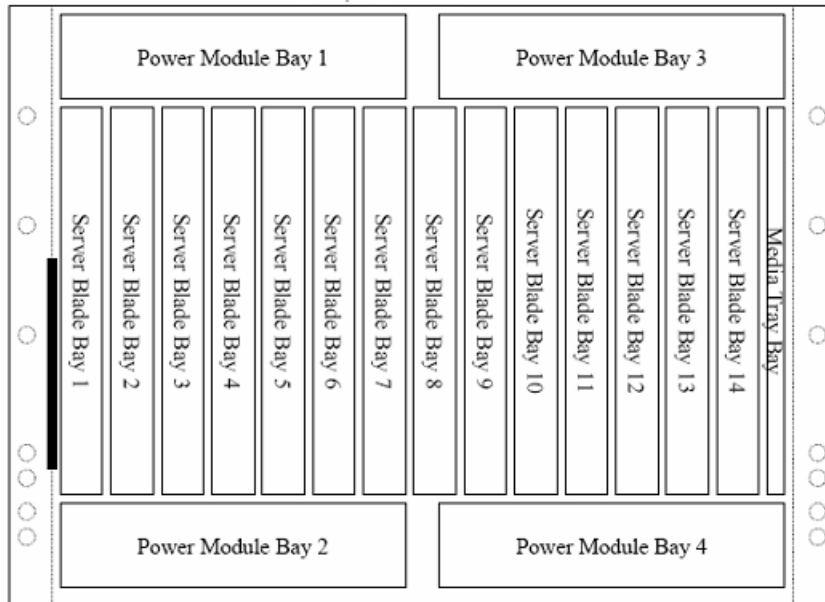 Power Module Bay 1
Power Module Bay 3
Server Blade Bay 1
Server Blade Bay 2
Server Blade Bay 3
Server Blade Bay 4
Server Blade Bay 5
Server Blade Bay 6
Server Blade Bay 7
Server Blade Bay 8
Server Blade Bay 9
Server Blade Bay 10
Server Blade Bay 11
Server Blade Bay 12
Server Blade Bay 13
Server Blade Bay 14
Media Tray Bay
Power Module Bay 2
Power Module Bay 4